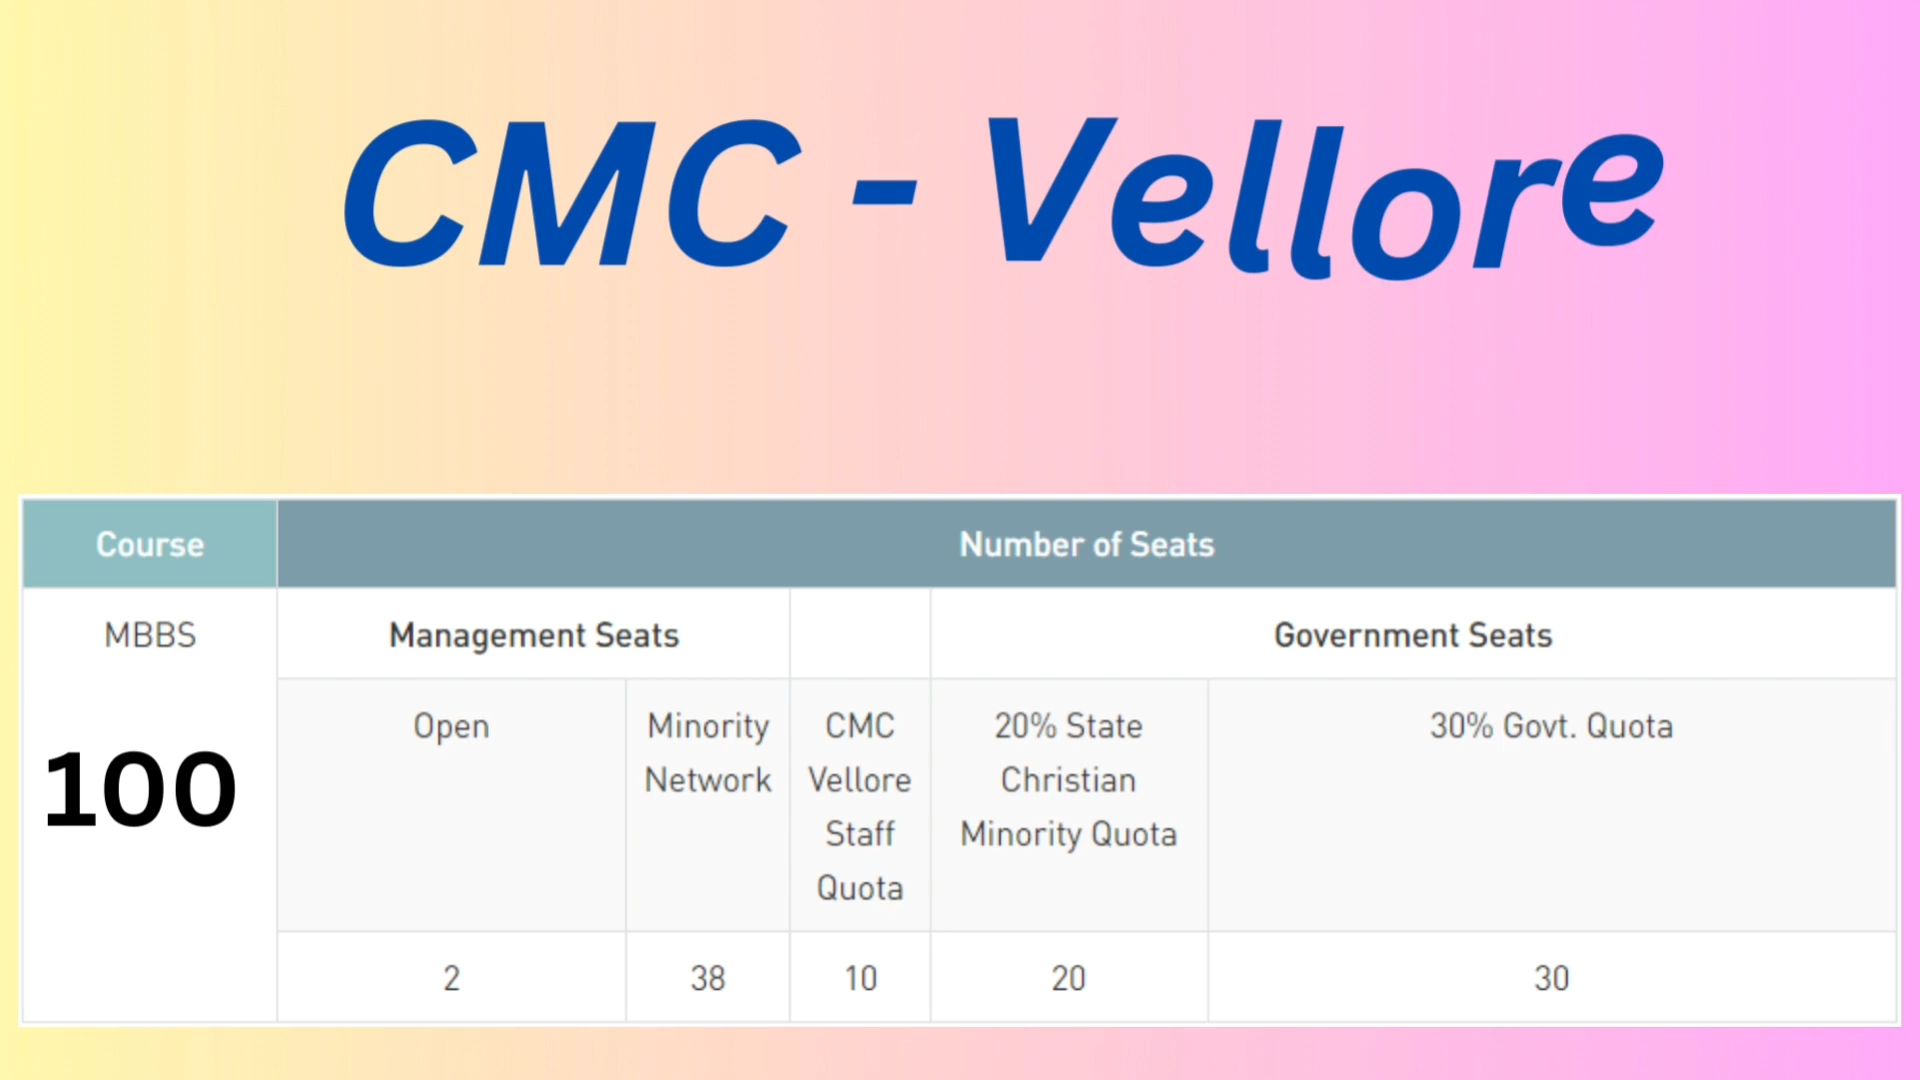 CMC - Vellore
Course
Number of Seats
MBBS
Management Seats
Government Seats
100
Open
Minority
Network
CMC
Vellore
Staff
Quota
20% State
Christian
Minority Quota
30% Govt. Quota
2
38
10
20
30